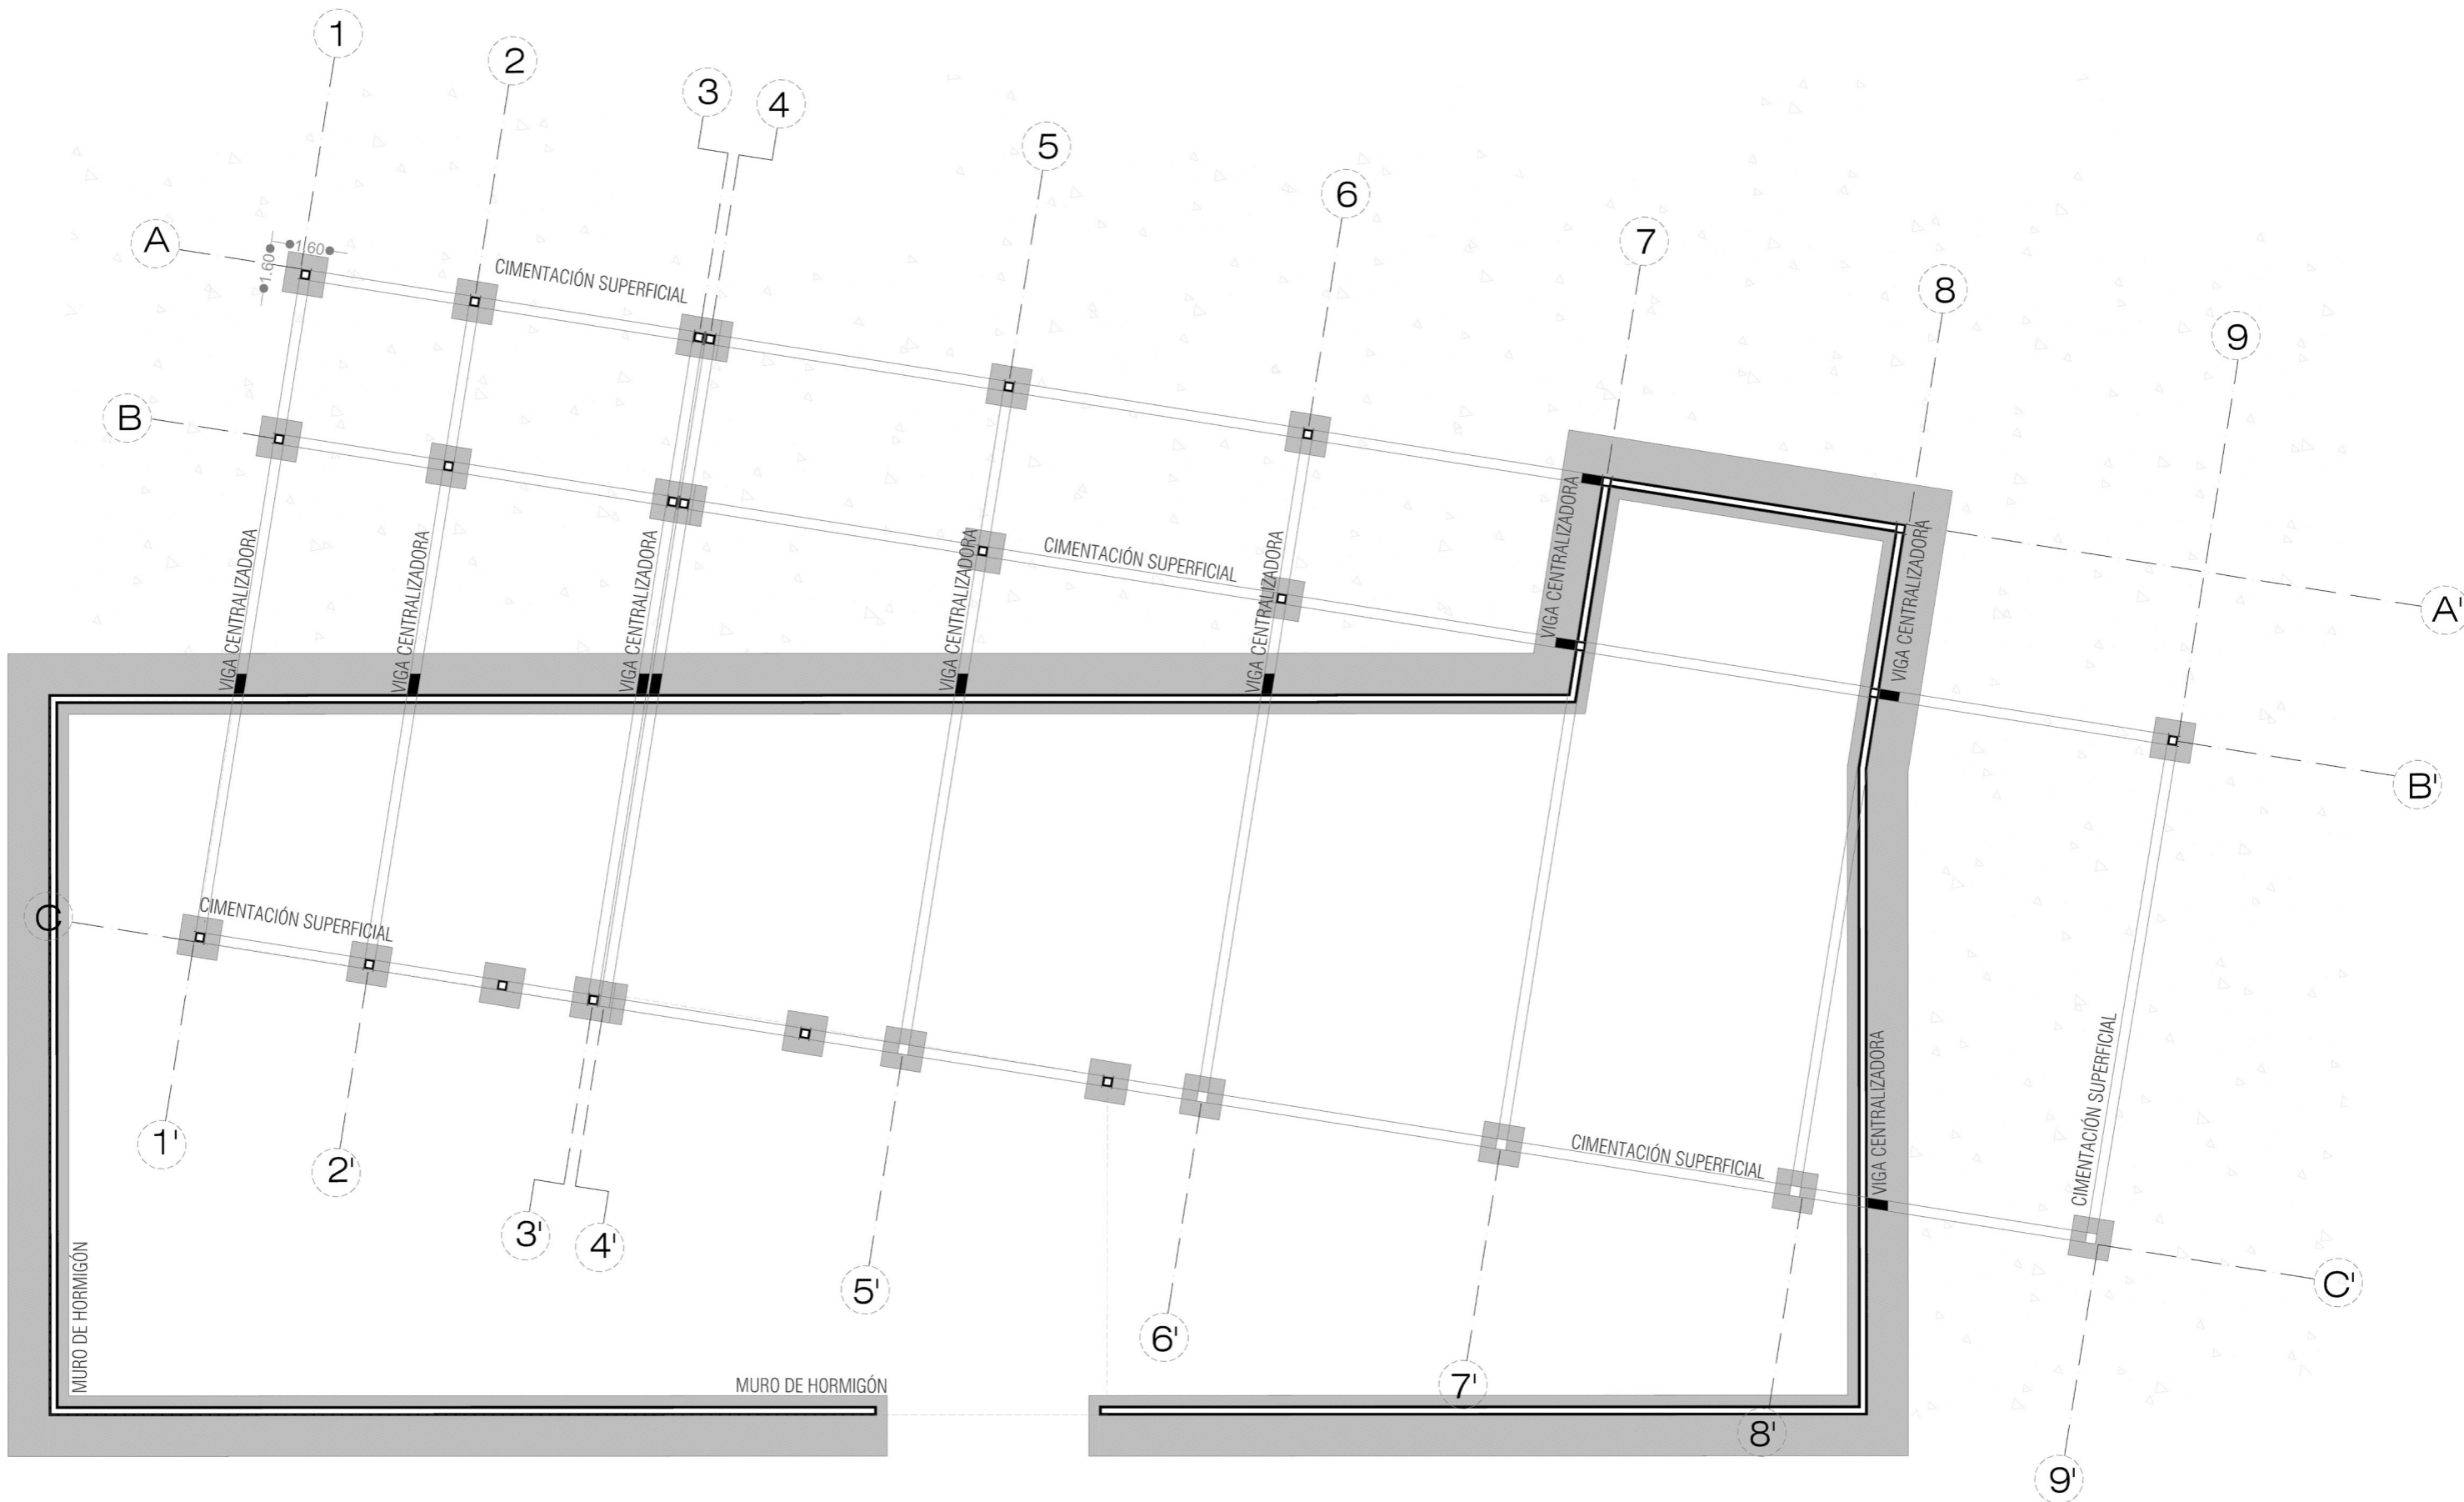 1
2
3
4
5
6
7
8
9
A
1.60
1.60
CIMENTACIÓN SUPERFICIAL
B
CIMENTACIÓN SUPERFICIAL
VIGA CENTRALIZADORA
VIGA CENTRALIZADORA
VIGA CENTRALIZADORA
VIGA CENTRALIZADORA
VIGA CENTRALIZADORA
VIGA CENTRALIZADORA
VIGA CENTRALIZADORA
A'
B'
C
CIMENTACIÓN SUPERFICIAL
VIGA CENTRALIZADORA
CIMENTACIÓN SUPERFICIAL
CIMENTACIÓN SUPERFICIAL
1'
2'
3'
4'
5'
6'
7'
8'
9'
C'
MURO DE HORMIGÓN
MURO DE HORMIGÓN